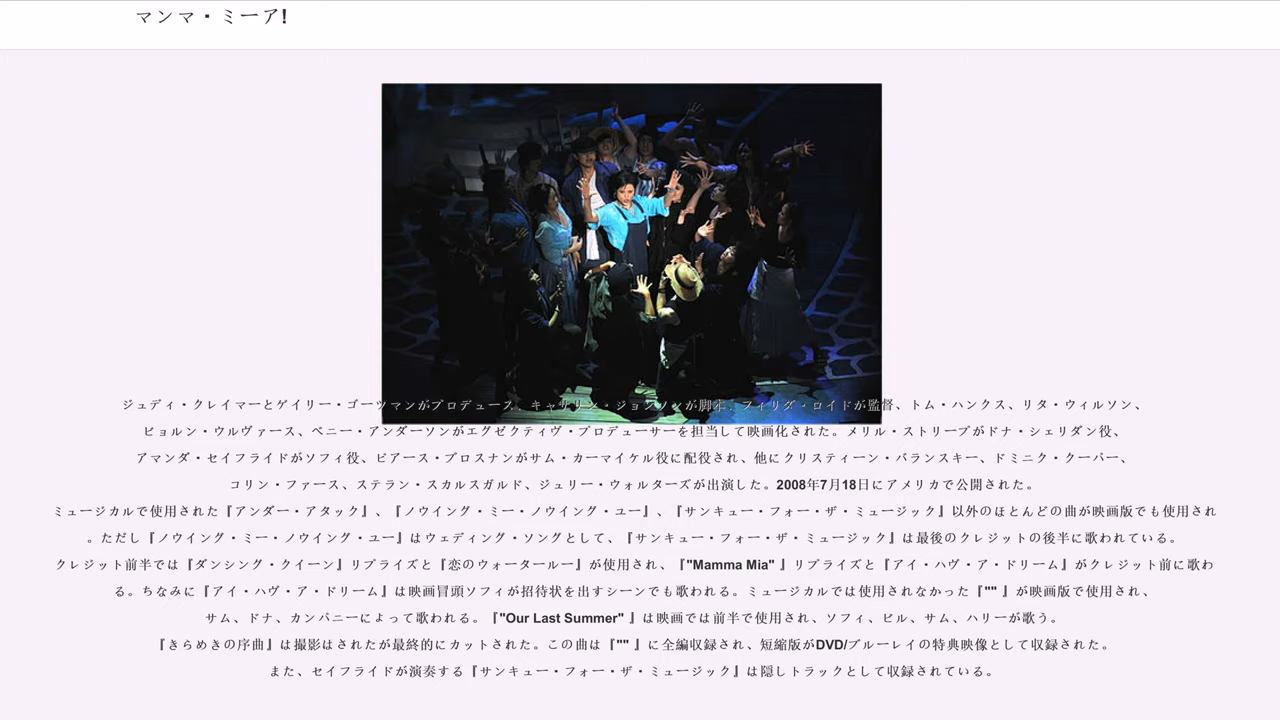 マンマ・ミーア!
ジュディ・クレイマーとゲイリー・ゴーツマンがプロデュース、キャサリン・ジョンソンが脚本、フィリダ・ロイドが監督、トム・ハンクス、リタ・ウィルソン、
ビョルン・ウルヴァース、ベニー・アンダーソンがエグゼクティヴ・プロデューサーを担当して映画化された。メリル・ストリープがドナ・シェリダン役、
アマンダ・セイフライドがソフィ役、ピアース・ブロスナンがサム・カーマイケル役に配役され、他にクリスティーン・バランスキー、ドミニク・クーパー、
コリン・ファース、ステラン・スカルスガルド、ジュリー・ウォルターズが出演した。2008年7月18日にアメリカで公開された。
ミュージカルで使用された『アンダー・アタック』、『ノウイング・ミー・ノウイング・ユー』、『サンキュー・フォー・ザ・ミュージック』以外のほとんどの曲が映画版でも使用され
。ただし『ノウイング・ミー・ノウイング・ユー』はウェディング・ソングとして、『サンキュー・フォー・ザ・ミュージック』は最後のクレジットの後半に歌われている。
クレジット前半では『ダンシング・クイーン』リプライズと『恋のウォータールー』が使用され、『"Mamma Mia" 』リプライズと『アイ・ハヴ・ア・ドリーム』がクレジット前に歌わ
る。ちなみに『アイ・ハヴ・ア・ドリーム』は映画冒頭ソフィが招待状を出すシーンでも歌われる。ミュージカルでは使用されなかった『"" 』が映画版で使用され、
サム、ドナ、カンパニーによって歌われる。『"Our Last Summer" 』は映画では前半で使用され、ソフィ、ビル、サム、ハリーが歌う。
『きらめきの序曲』は撮影はされたが最終的にカットされた。この曲は『"" 』に全編収録され、短縮版がDVD/ブルーレイの特典映像として収録された。
また、セイフライドが演奏する『サンキュー・フォー・ザ・ミュージック』は隠しトラックとして収録されている。